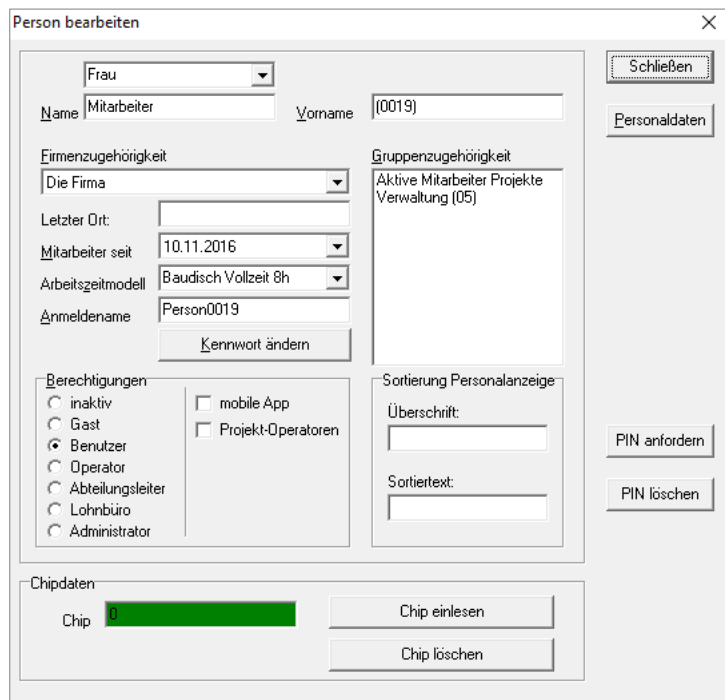 Person bearbeiten
Frau
Schließen
Name Mitarbeiter Vorname (0019)
Personaldaten
Firmenzugehörigkeit
Die Firma
Gruppenzugehörigkeit
Aktive Mitarbeiter Projekte
Verwaltung (05)
Letzter Ort:
Mitarbeiter seit 10.11.2016
Arbeitszeitmodell Baudisch Vollzeit 8h
Anmeldename Person0019
Kennwort ändern
Berechtigungen
inaktiv
Gast
Benutzer
Operator
Abteilungsleiter
Lohnbüro
Administrator
mobile App
Projekt-Operatoren
Sortierung Personalanzeige
Überschrift:
Sortiertext:
PIN anfordern
PIN löschen
Chipdaten
Chip 0
Chip einlesen
Chip löschen